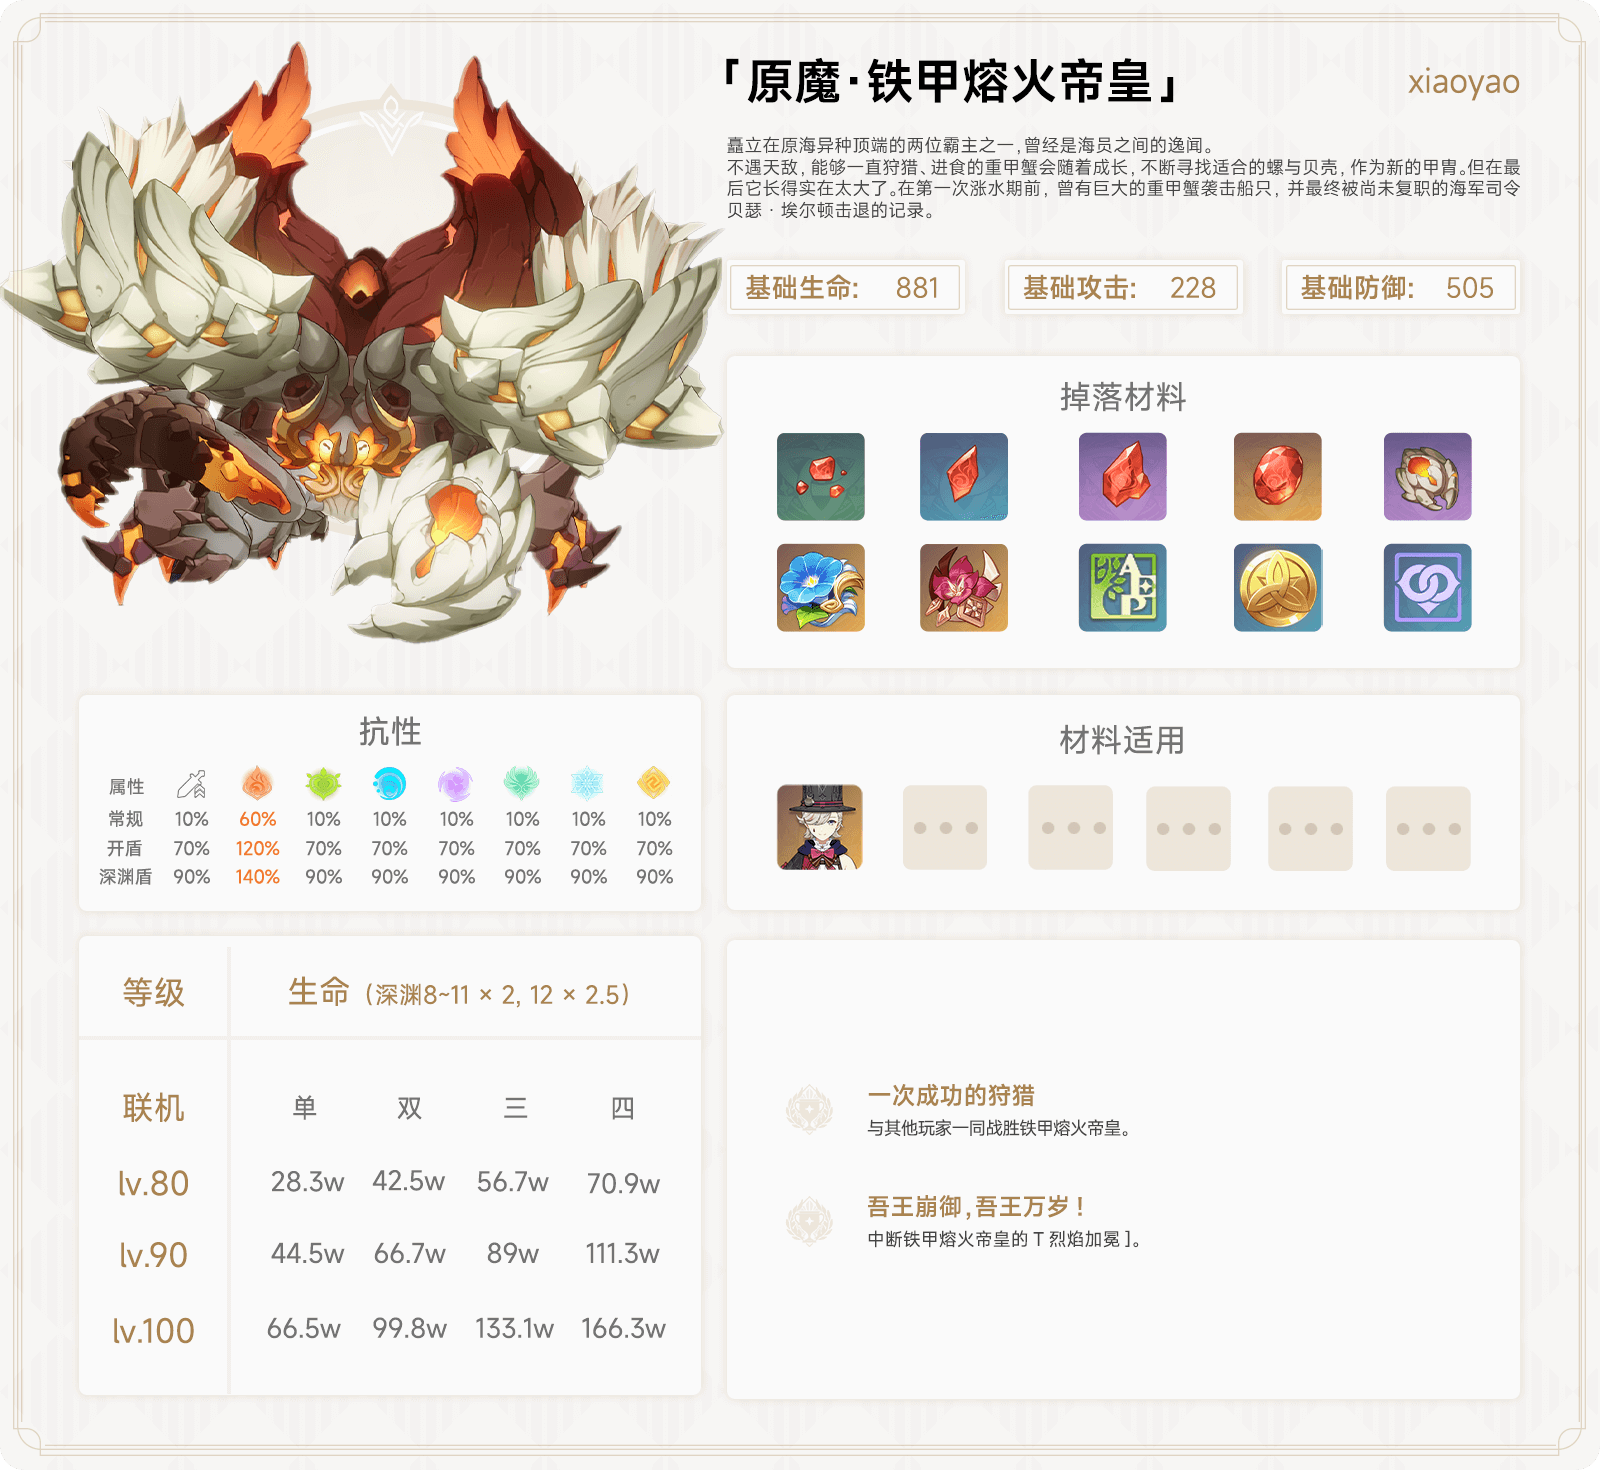 「原魔·铁甲熔火帝皇」
xiaoyao
矗立在原海异种顶端的两位霸主之一,曾经是海员之间的逸闻。
不遇天敌,能够一直狩猎、进食的重甲蟹会随着成长,不断寻找适合的螺与贝壳,作为新的甲胄。但在最
后它长得实在太大了。在第一次涨水期前,曾有巨大的重甲蟹袭击船只,并最终被尚未复职的海军司令
贝瑟·埃尔顿击退的记录。
基础生命: 881
基础攻击: 228
基础防御: 505
掉落材料
AEP
抗性
属性
常规 10% 60% 10% 10% 10% 10% 10% 10%
开盾 70% 120% 70% 70% 70% 70% 70% 70%
深渊盾 90% 140% 90% 90% 90% 90% 90% 90%
材料适用
等级 生命 (深渊8~11 × 2, 12 × 2.5)
联机 单 双 三 四
lv.80 28.3w 42.5w 56.7w 70.9w
lv.90 44.5w 66.7w 89w 111.3w
lv.100 66.5w 99.8w 133.1w 166.3w
一次成功的狩猎
与其他玩家一同战胜铁甲熔火帝皇。
吾王崩御,吾王万岁!
中断铁甲熔火帝皇的 T 烈焰加冕 ]。